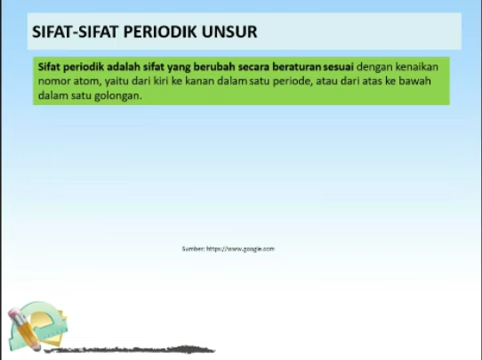 SIFAT-SIFAT PERIODIK UNSUR
Sifat periodik adalah sifat yang berubah secara beraturan sesuai dengan kenaikan
nomor atom, yaitu dari kiri ke kanan dalam satu periode, atau dari atas ke bawah
dalam satu golongan.
Sumber: https://www.google.com